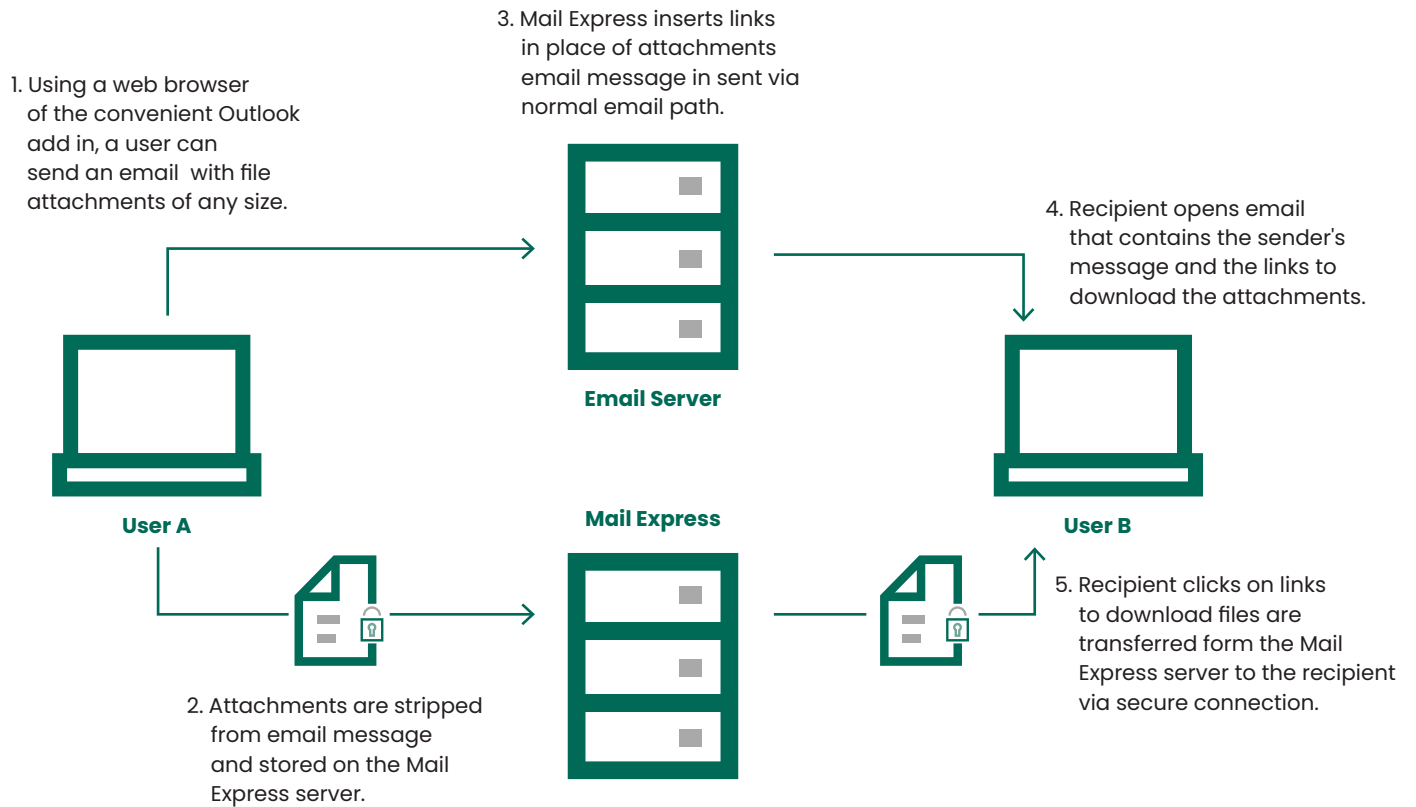 1. Using a web browser
of the convenient Outlook
add in, a user can
send an email with file
attachments of any size.
3. Mail Express inserts links
in place of attachments
email message in sent via
normal email path.
4. Recipient opens email
that contains the sender's
message and the links to
download the attachments.
Email Server
User A
Mail Express
User B
2. Attachments are stripped
from email message
and stored on the Mail
Express server.
5. Recipient clicks on links
to download files are
transferred form the Mail
Express server to the recipient
via secure connection.